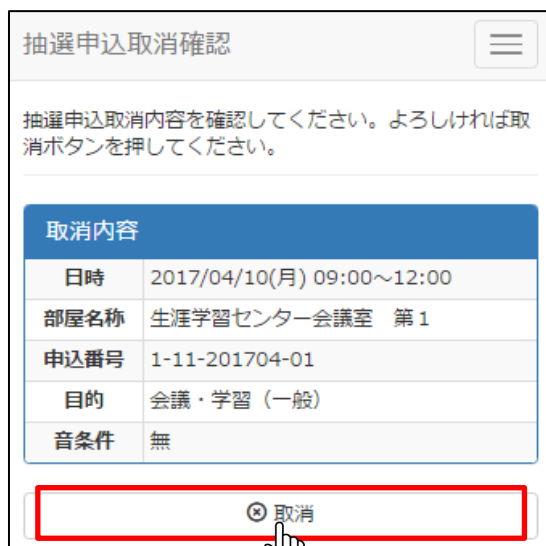 抽選申込取消確認
抽選申込取消内容を確認してください。よろしければ取
消ボタンを押してください。
取消内容
日時 2017/04/10(月) 09:00～12:00
部屋名称 生涯学習センター会議室　第１
申込番号 1-11-201704-01
目的 会議・学習（一般）
音条件 無
取消